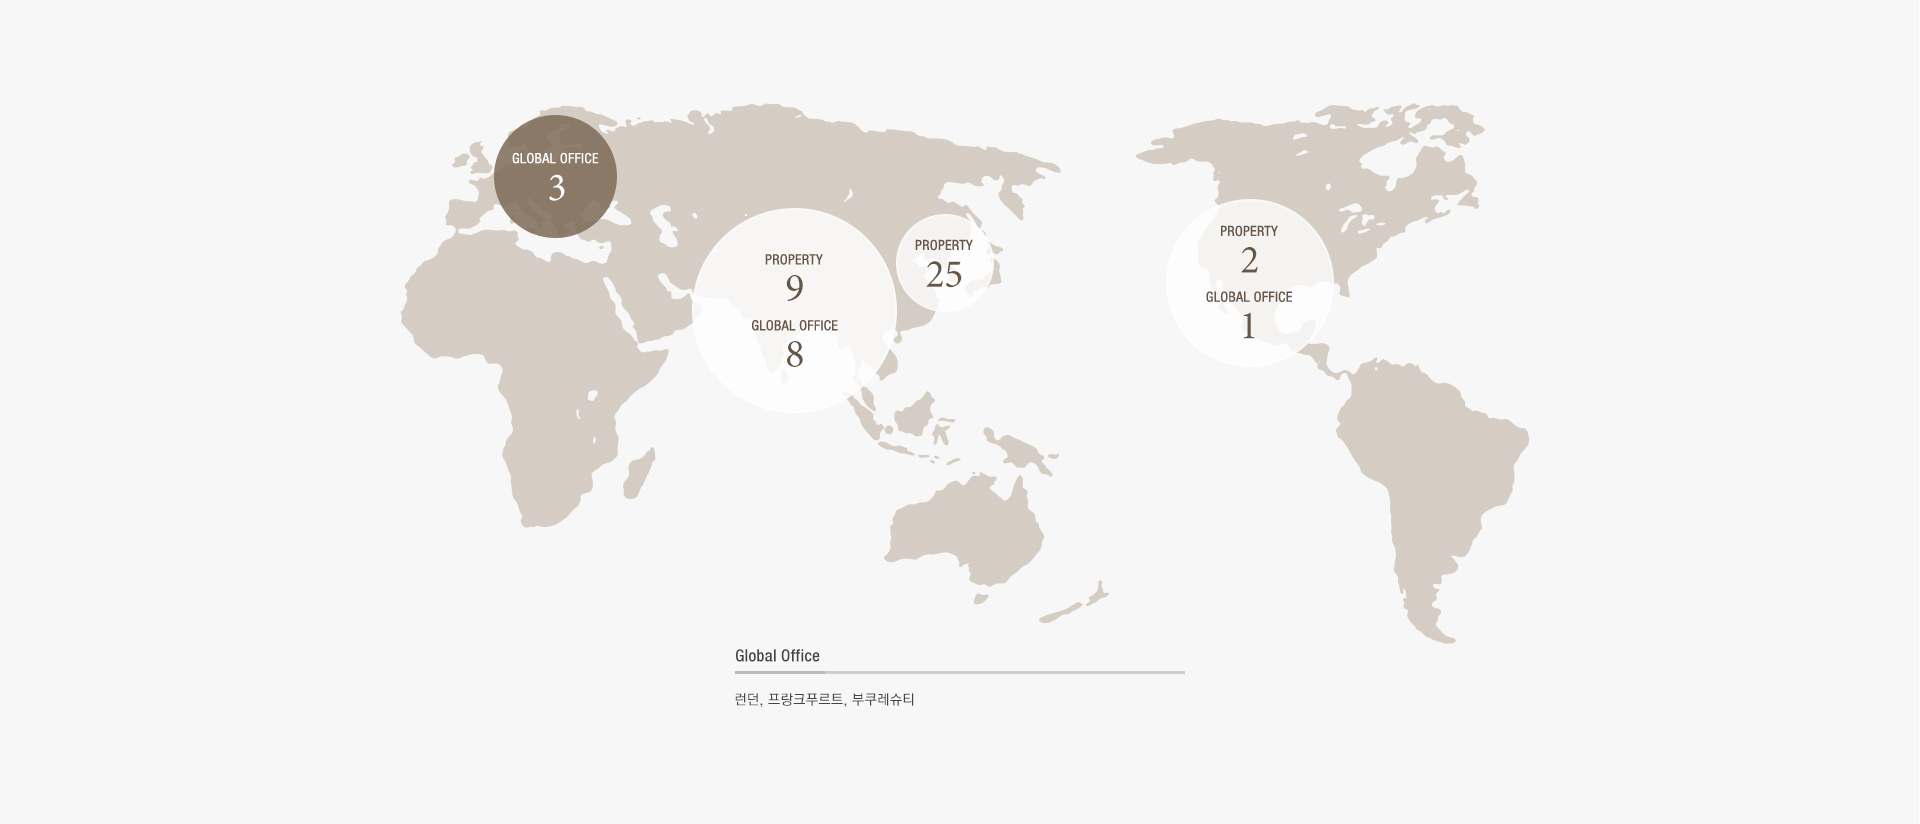 GLOBAL OFFICE
3
PROPERTY
9
GLOBAL OFFICE
8
PROPERTY
25
PROPERTY
2
GLOBAL OFFICE
1
Global Office
런던, 프랑크푸르트, 부쿠레슈티